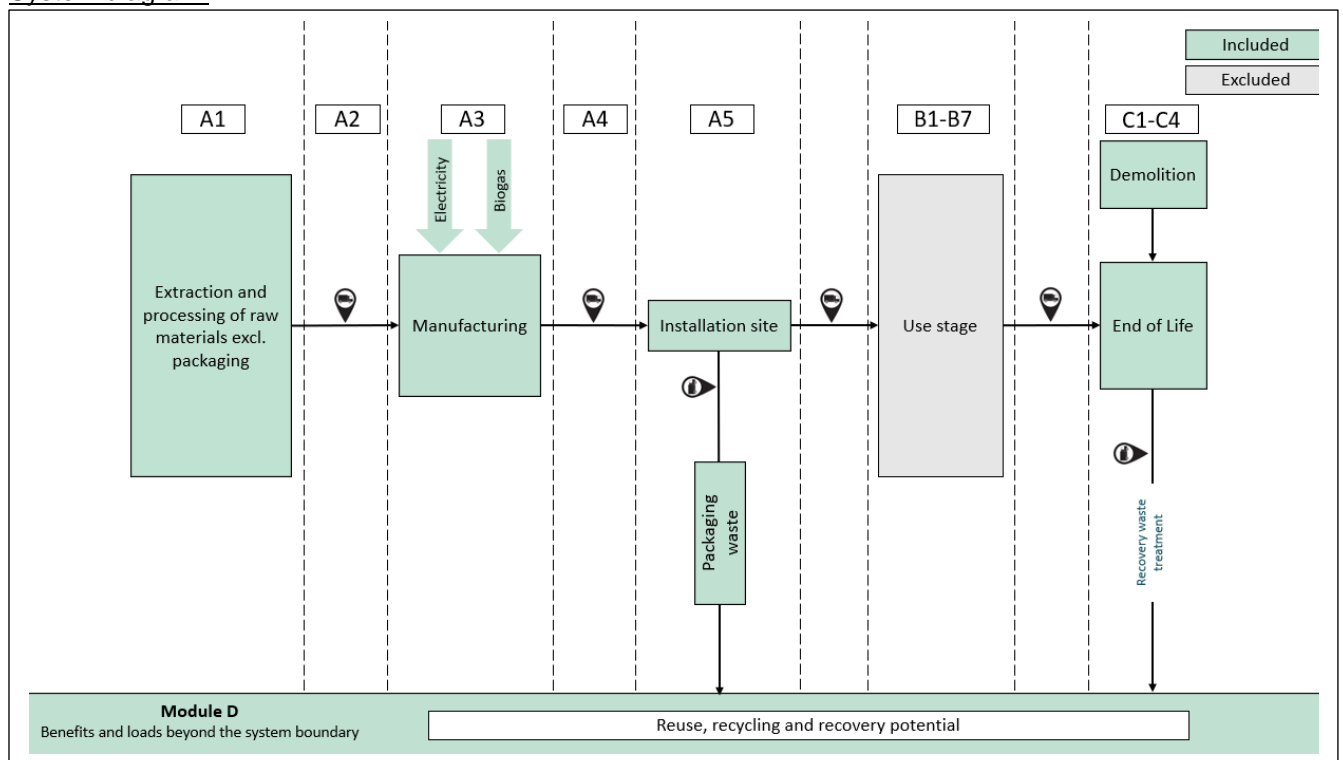 Included
Excluded
A1
A2
A3
A4
A5
B1-B7
C1-C4
Electricity
Biogas
Demolition
Extraction and
processing of raw
materials excl.
packaging
Manufacturing
Installation site
Use stage
End of Life
Packaging
waste
Recovery waste
treatment
Module D
Benefits and loads beyond the system boundary
Reuse, recycling and recovery potential